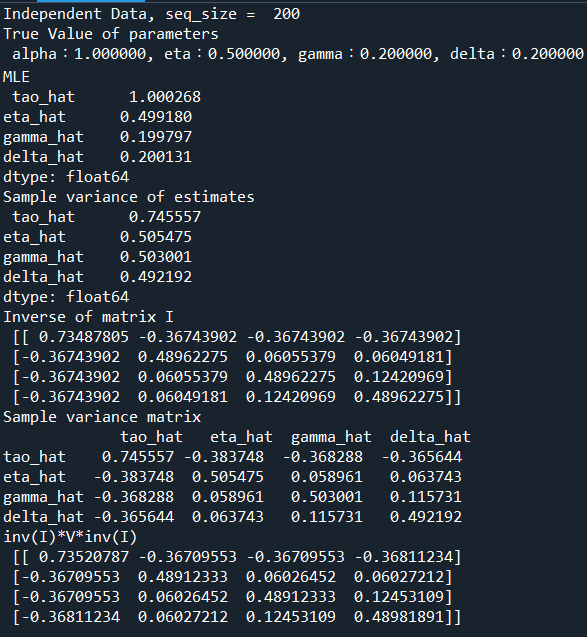 Independent Data, seq_size =  200
True Value of parameters
 alpha：1.000000, eta：0.500000, gamma：0.200000, delta：0.200000
MLE
 tao_hat      1.000268
eta_hat      0.499180
gamma_hat    0.199797
delta_hat    0.200131
dtype: float64
Sample variance of estimates
 tao_hat      0.745557
eta_hat      0.505475
gamma_hat    0.503001
delta_hat    0.492192
dtype: float64
Inverse of matrix I
 [[ 0.73487805 -0.36743902 -0.36743902 -0.36743902]
 [-0.36743902  0.48962275  0.06055379  0.06049181]
 [-0.36743902  0.06055379  0.48962275  0.12420969]
 [-0.36743902  0.06049181  0.12420969  0.48962275]]
Sample variance matrix
            tao_hat   eta_hat  gamma_hat  delta_hat
tao_hat    0.745557 -0.383748  -0.368288  -0.365644
eta_hat   -0.383748  0.505475   0.058961   0.063743
gamma_hat -0.368288  0.058961   0.503001   0.115731
delta_hat -0.365644  0.063743   0.115731   0.492192
inv(I)*V*inv(I)
 [[ 0.73520787 -0.36709553 -0.36709553 -0.36811234]
 [-0.36709553  0.48912333  0.06026452  0.06027212]
 [-0.36709553  0.06026452  0.48912333  0.12453109]
 [-0.36811234  0.06027212  0.12453109  0.48981891]]